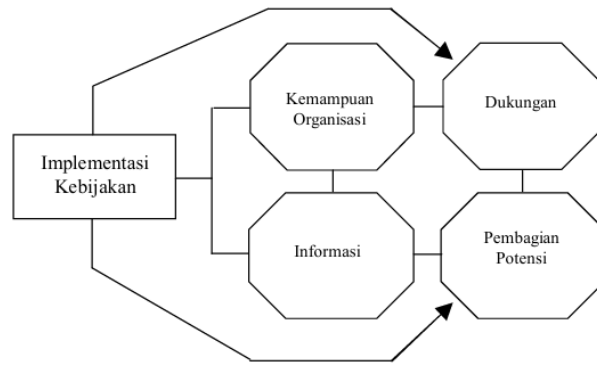 Kemampuan
Organisasi
Dukungan
Implementasi
Kebijakan
Informasi
Pembagian
Potensi